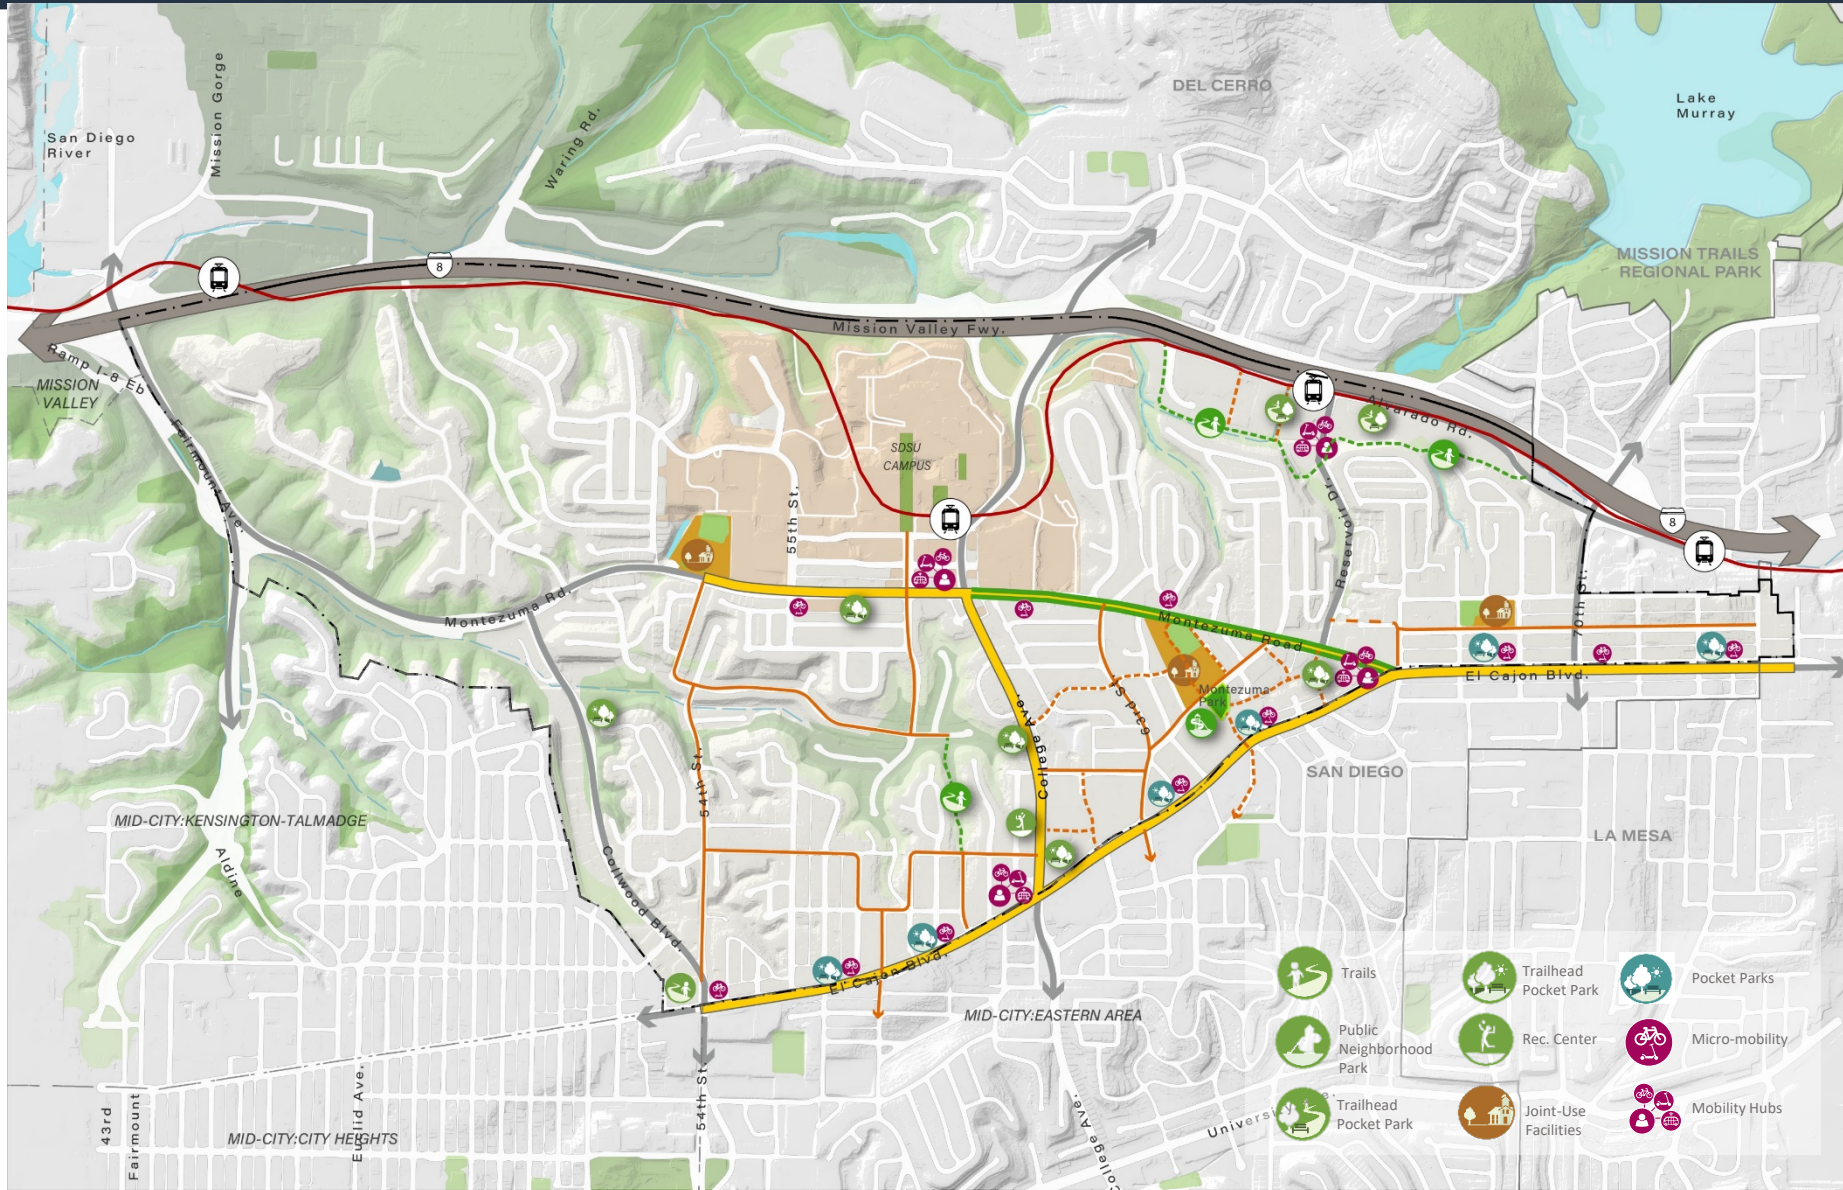 DEL CERRO
Lake
Murray
Mission Gorge
San Diego
River
Waring Rd.
MISSION TRAILS
REGIONAL PARK
8
Mission Valley Fwy.
Ramp I-8 Eb
MISSION
VALLEY
Fairmount Ave.
Alvarado Rd.
SDSU
CAMPUS
55th St.
Reservoir Dr.
8
70th St.
Montezuma Rd.
Montezuma Road
El Cajon Blvd.
Montezuma
Park
63rd St.
College Ave.
54th St.
SAN DIEGO
MID-CITY:KENSINGTON-TALMADGE
LA MESA
Aldine
Collwood Blvd.
El Cajon Blvd.
MID-CITY:EASTERN AREA
43rd
Fairmount
Euclid Ave.
MID-CITY:CITY HEIGHTS
54th St.
College Ave.
College
Trails
Trailhead
Pocket Park
Pocket Parks
Public
Neighborhood
Park
Rec. Center
Micro-mobility
Trailhead
Pocket Park
Joint-Use
Facilities
Mobility Hubs